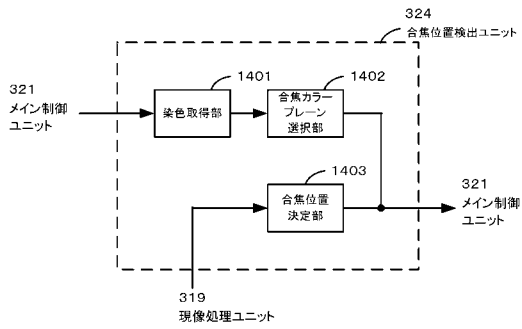 324
合焦位置検出ユニット
321
メイン制御
ユニット
1401
染色取得部
1402
合焦カラー
プレーン
選択部
1403
合焦位置
決定部
321
メイン制御
ユニット
319
現像処理ユニット